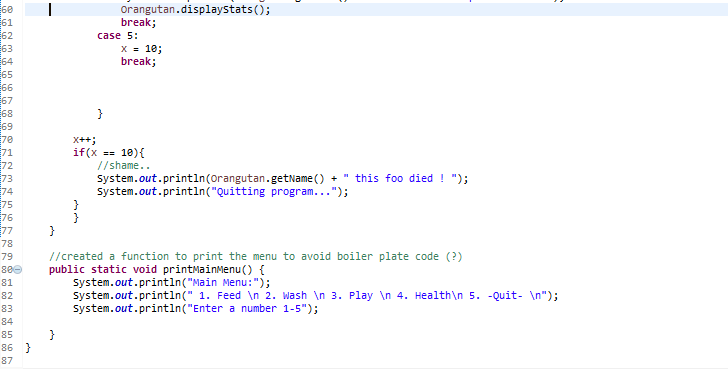 60 Orangutan.displayStats();
61 break;
62 case 5:
63 x = 10;
64 break;
65
66
67
68 }
69
70 x++;
71 if(x == 10){
72 //shame..
73 System.out.println(Orangutan.getName() + " this foo died ! ");
74 System.out.println("Quitting program...");
75 }
76 }
77 }
78
79 //created a function to print the menu to avoid boiler plate code (?)
80 public static void printMainMenu() {
81 System.out.println("Main Menu:");
82 System.out.println(" 1. Feed \n 2. Wash \n 3. Play \n 4. Health\n 5. -Quit- \n");
83 System.out.println("Enter a number 1-5");
84
85 }
86 }
87